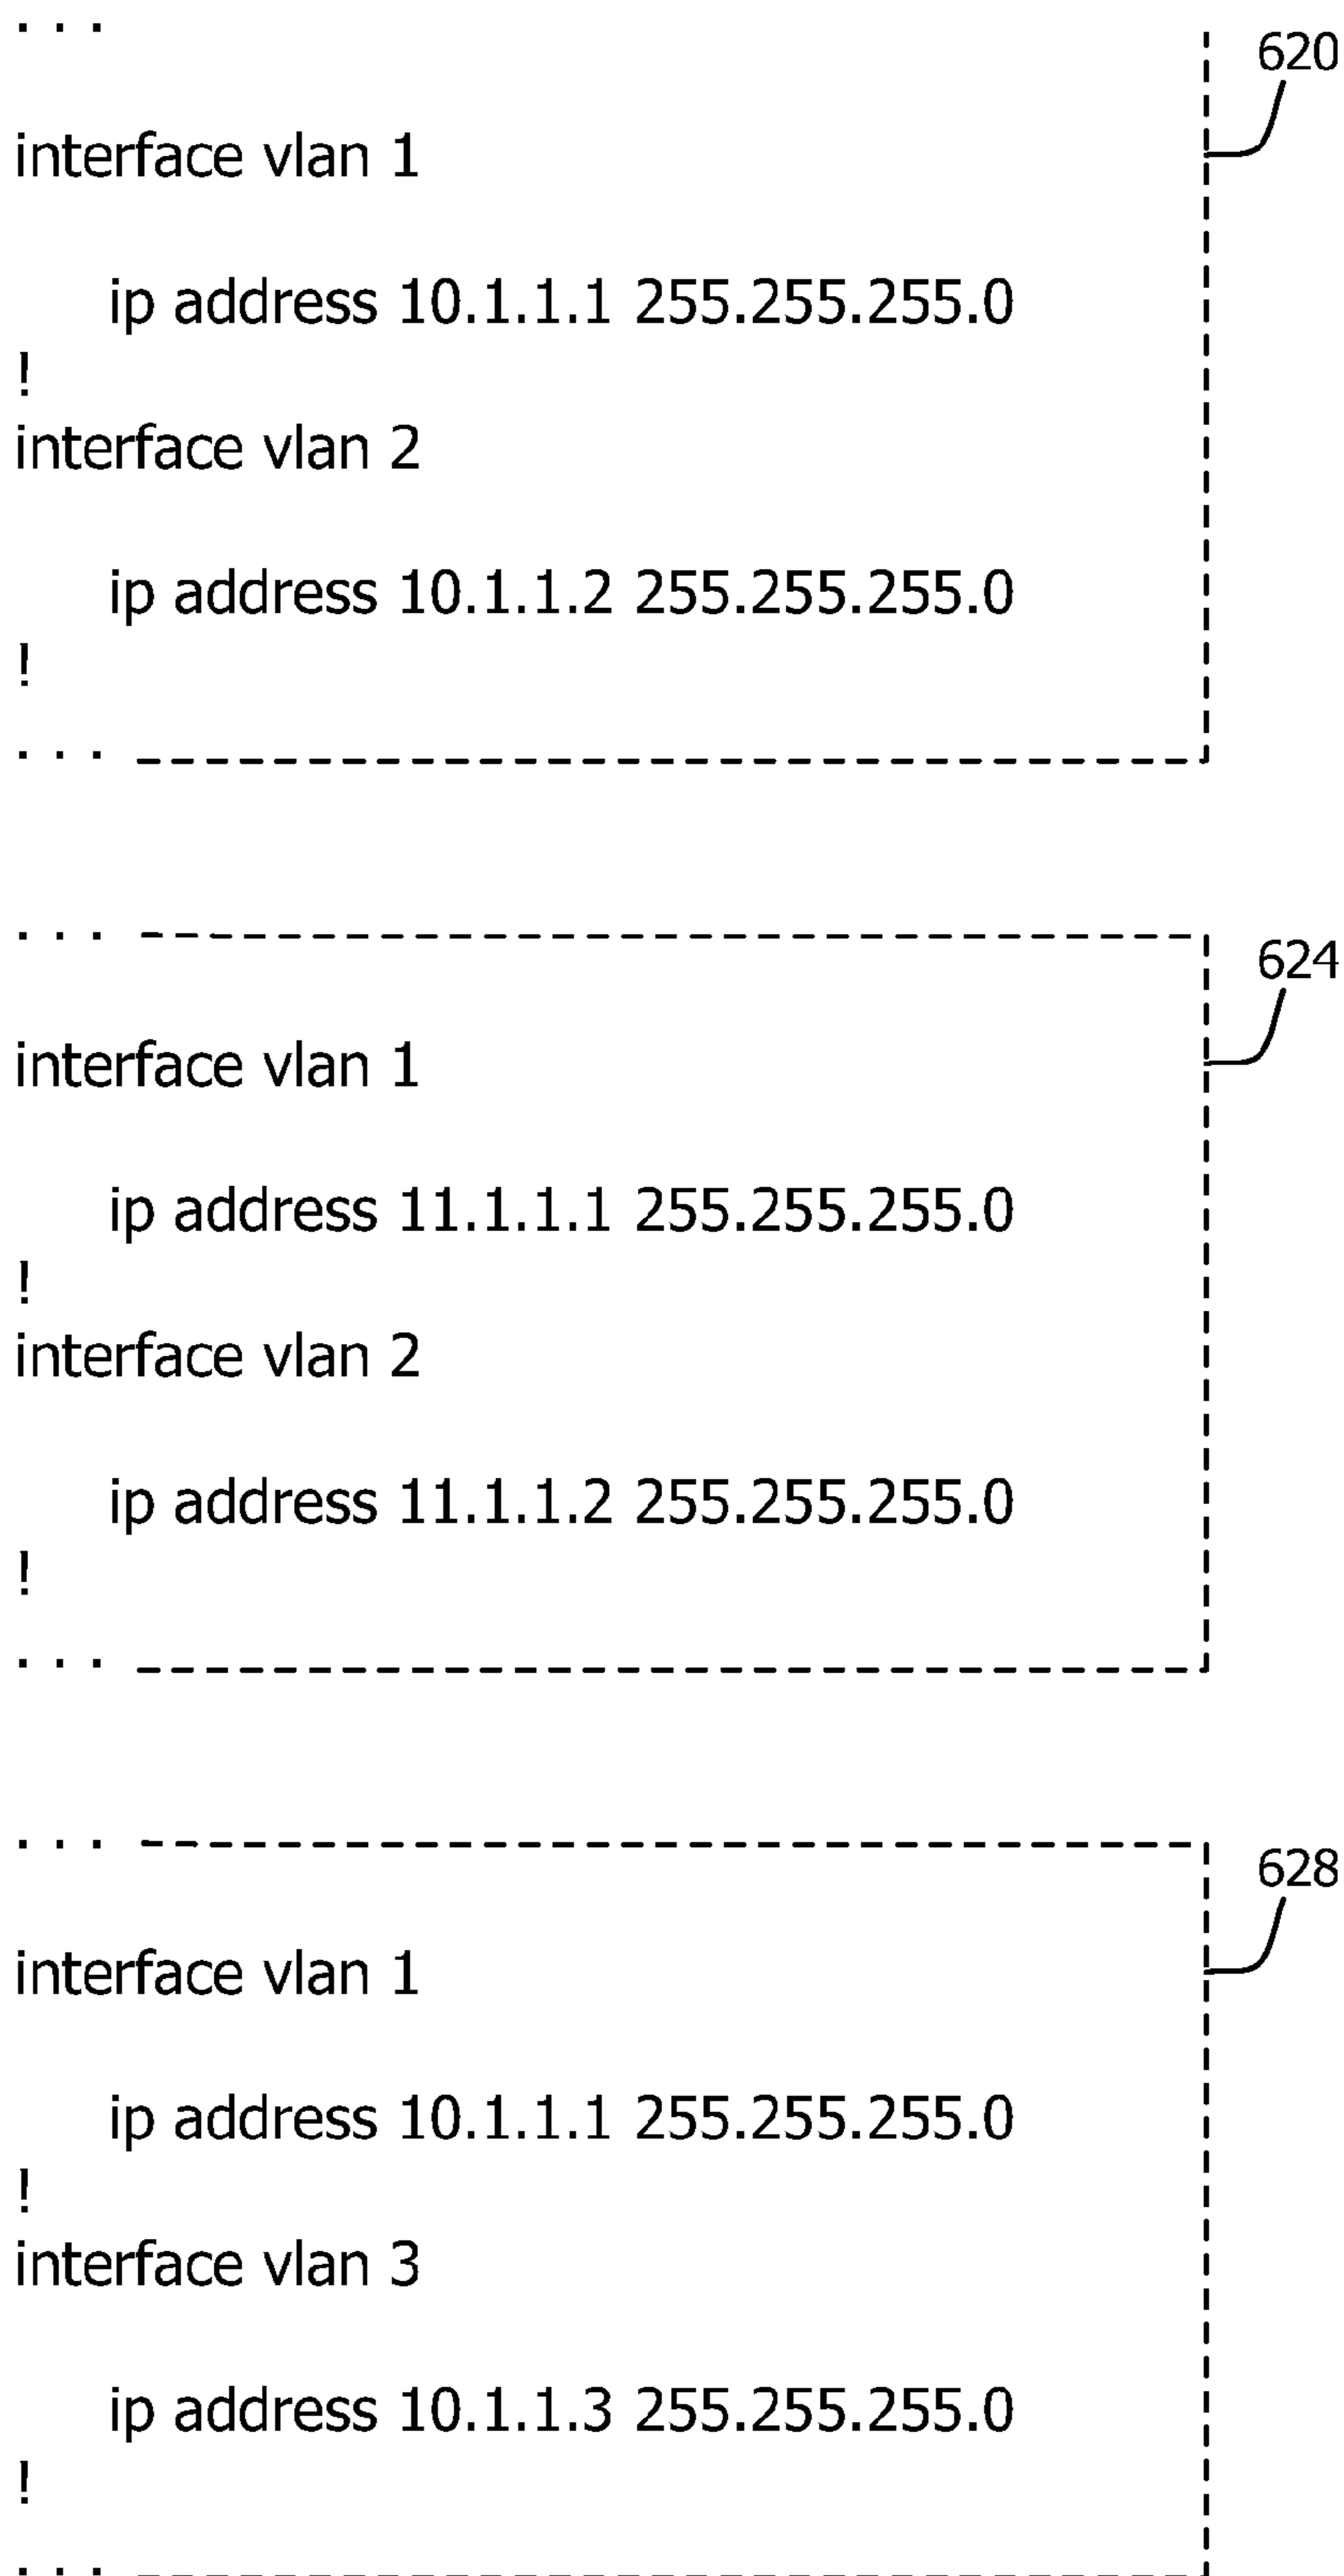 . . .
620
interface vlan 1
ip address 10.1.1.1 255.255.255.0
!
interface vlan 2
ip address 10.1.1.2 255.255.255.0
!
. . .
. . .
624
interface vlan 1
ip address 11.1.1.1 255.255.255.0
!
interface vlan 2
ip address 11.1.1.2 255.255.255.0
!
. . .
. . .
628
interface vlan 1
ip address 10.1.1.1 255.255.255.0
!
interface vlan 3
ip address 10.1.1.3 255.255.255.0
!
. . .